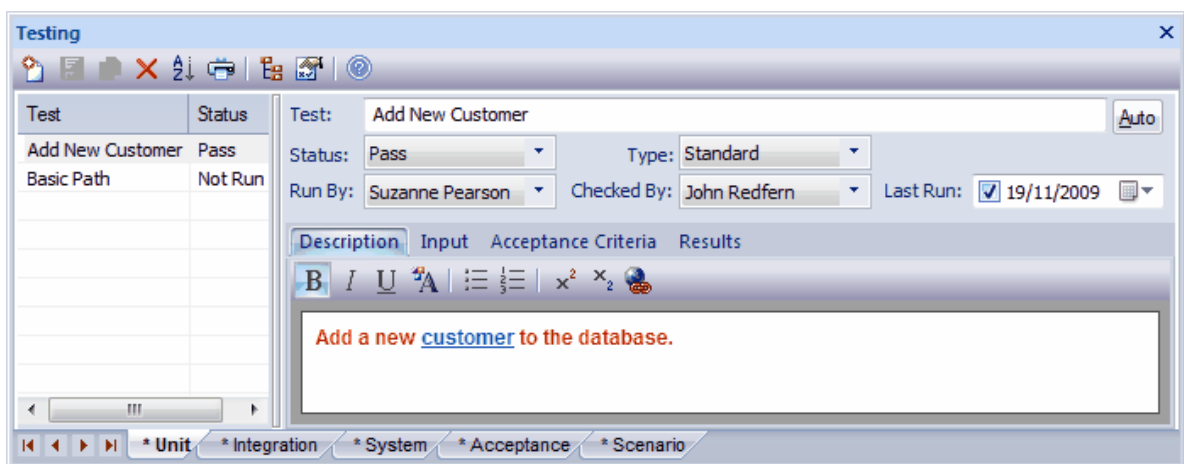 Testing
Test Status
Add New Customer Pass
Basic Path Not Run
Test: Add New Customer Auto
Status: Pass Type: Standard
Run By: Suzanne Pearson Checked By: John Redfern Last Run: 19/11/2009
Description Input Acceptance Criteria Results
B I U A x² x₂
Add a new customer to the database.
* Unit * Integration * System * Acceptance * Scenario